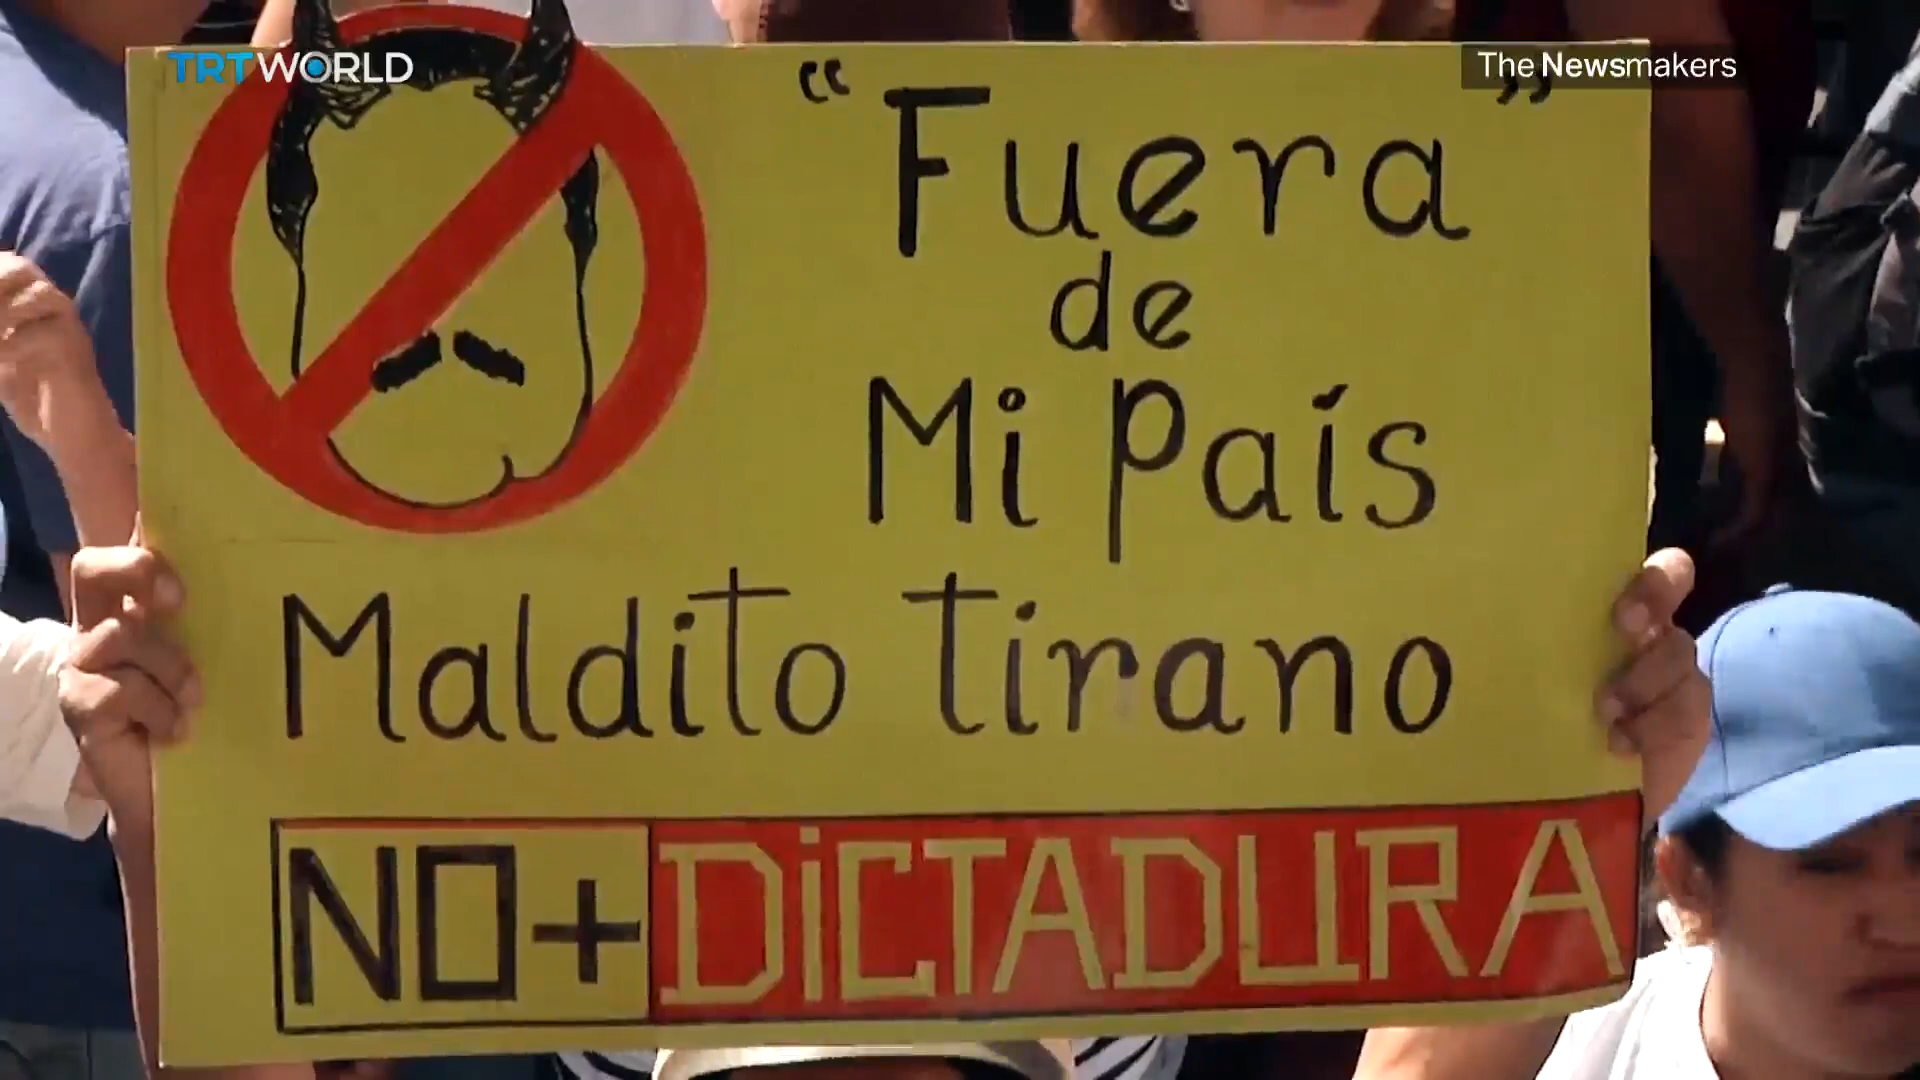 TRT WORLD
The Newsmakers
"Fuera"
de
Mi País
Maldito tirano
NO+ DiCTADURA